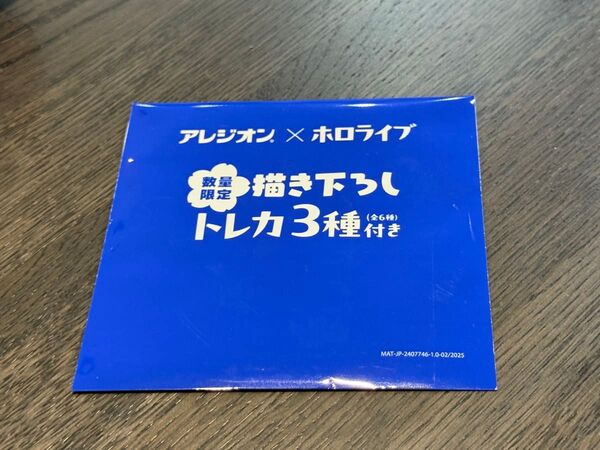 アレジオン® × ホロライブ
数量限定 描き下ろし
トレカ3種(全6種)付き
MAT-JP-2407746-1.0-02/2025